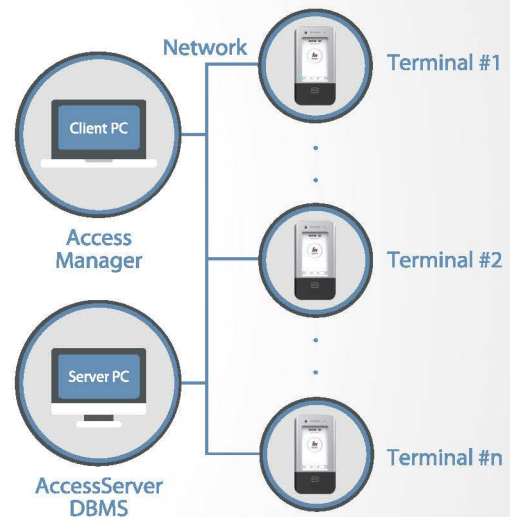 Network
Terminal #1
Client PC
Access
Manager
Terminal #2
Server PC
AccessServer
DBMS
Terminal #n